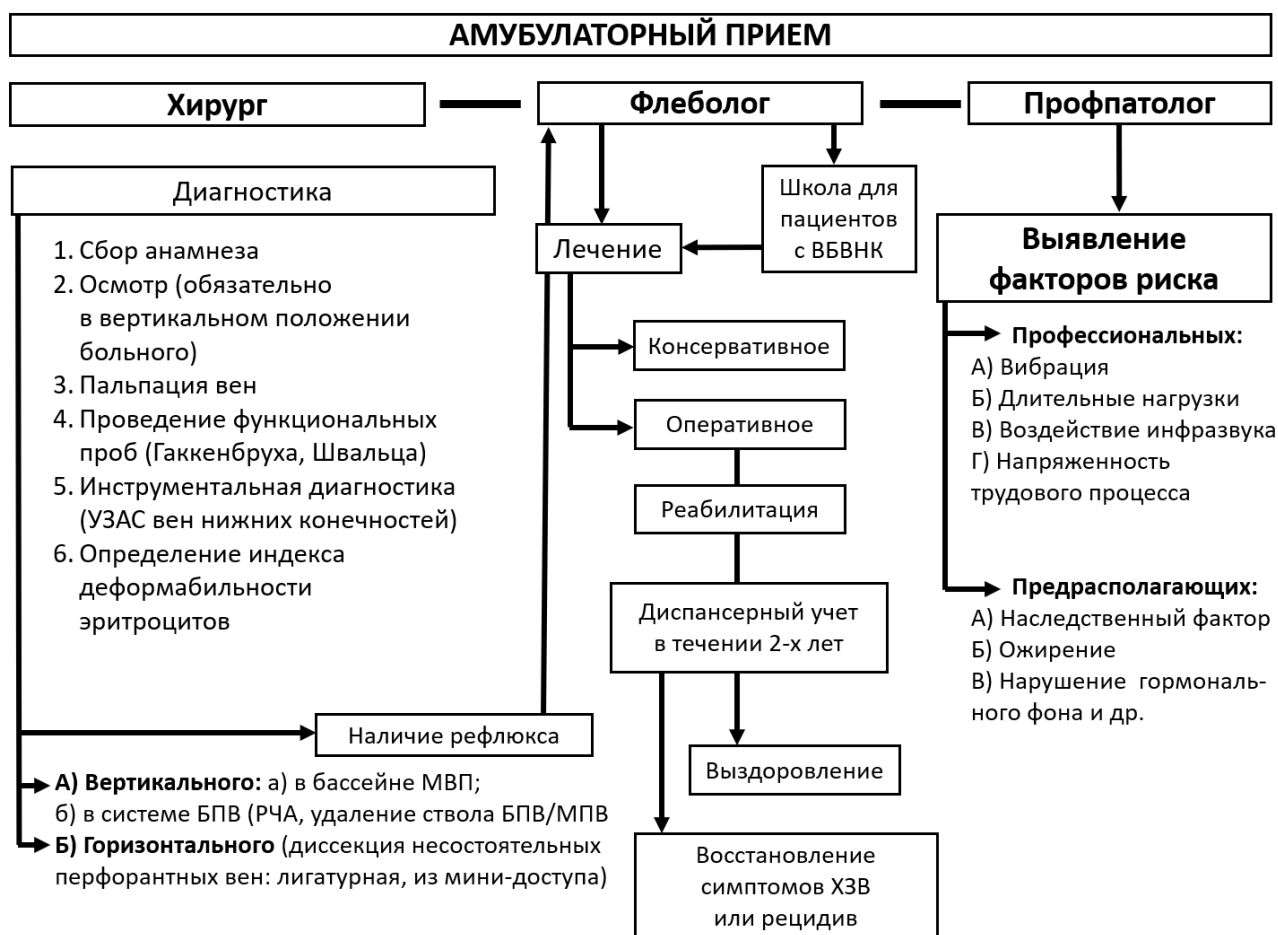 АМУБУЛАТОРНЫЙ ПРИЕМ
Хирург
Флеболог
Профпатолог
Диагностика
1. Сбор анамнеза
2. Осмотр (обязательно
в вертикальном положении
больного)
3. Пальпация вен
4. Проведение функциональных
проб (Гаккенбруха, Швальца)
5. Инструментальная диагностика
(УЗАС вен нижних конечностей)
6. Определение индекса
деформабильности
эритроцитов
Наличие рефлюкса
А) Вертикального: а) в бассейне МВП;
б) в системе БПВ (РЧА, удаление ствола БПВ/МПВ
Б) Горизонтального (диссекция несостоятельных
перфорантных вен: лигатурная, из мини-доступа)
Школа для
пациентов
с ВБВНК
Лечение
Консервативное
Оперативное
Реабилитация
Диспансерный учет
в течении 2-х лет
Выздоровление
Восстановление
симптомов ХЗВ
или рецидив
Выявление
факторов риска
Профессиональных:
А) Вибрация
Б) Длительные нагрузки
В) Воздействие инфразвука
Г) Напряженность
трудового процесса
Предрасполагающих:
А) Наследственный фактор
Б) Ожирение
В) Нарушение гормональ-
ного фона и др.